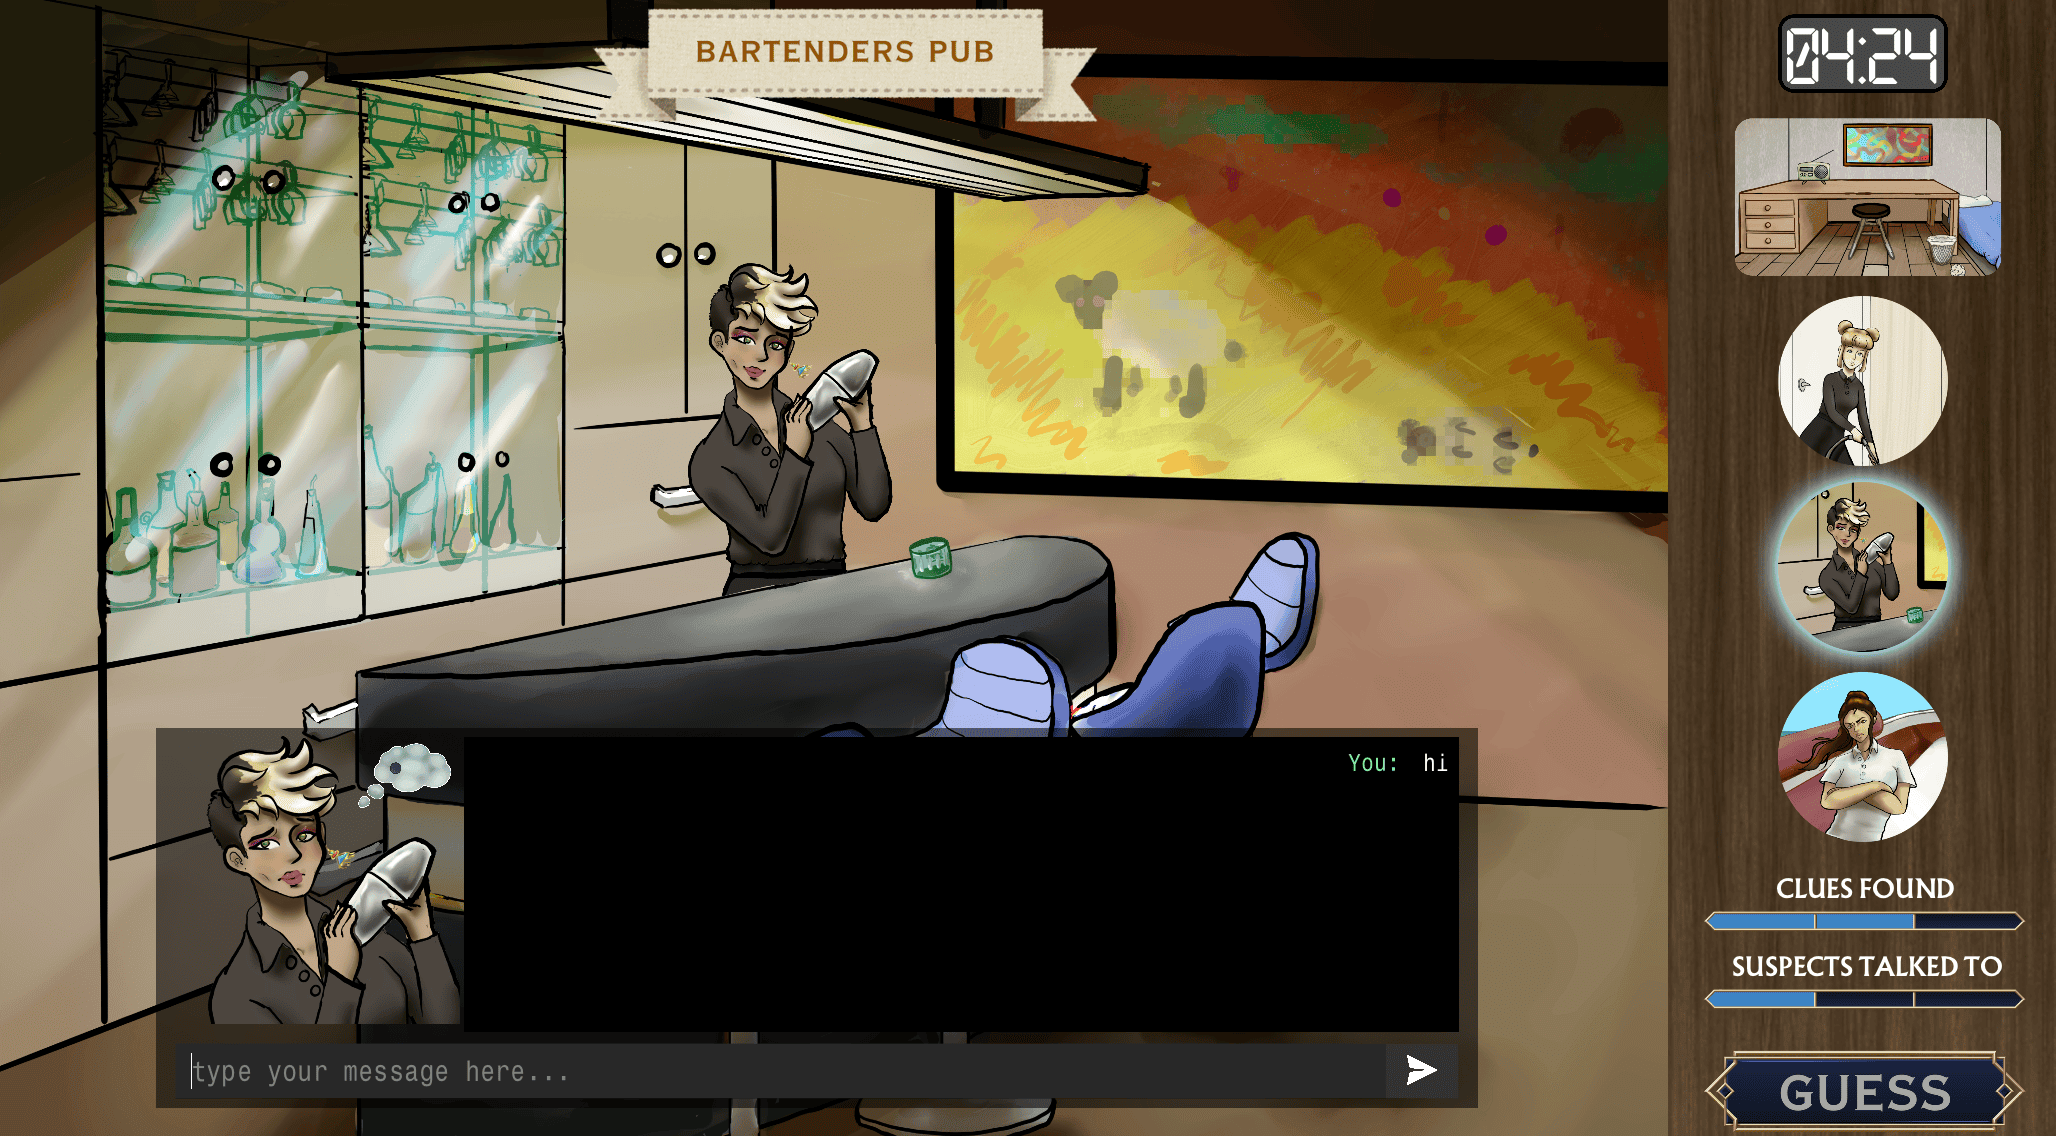 BARTENDERS PUB
04:24
You: hi
CLUES FOUND
SUSPECTS TALKED TO
type your message here...
GUESS